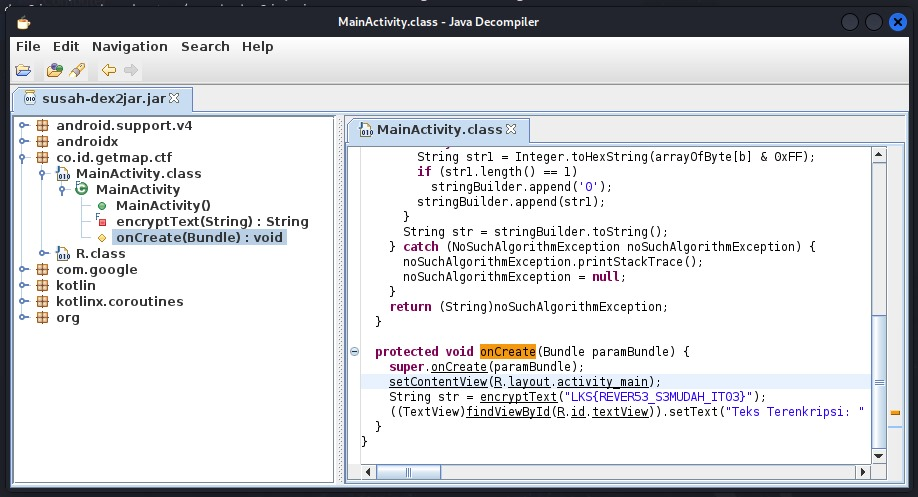 MainActivity.class - Java Decompiler
File Edit Navigation Search Help
susah-dex2jar.jar
android.support.v4
androidx
co.id.getmap.ctf
MainActivity.class
MainActivity
MainActivity()
encryptText(String) : String
onCreate(Bundle) : void
R.class
com.google
kotlin
kotlinx.coroutines
org
MainActivity.class
String str1 = Integer.toHexString(arrayOfByte[b] & 0xFF);
if (str1.length() == 1)
stringBuilder.append('0');
stringBuilder.append(str1);
}
String str = stringBuilder.toString();
} catch (NoSuchAlgorithmException noSuchAlgorithmException) {
noSuchAlgorithmException.printStackTrace();
noSuchAlgorithmException = null;
}
return (String)noSuchAlgorithmException;
}
protected void onCreate(Bundle paramBundle) {
super.onCreate(paramBundle);
setContentView(R.layout.activity_main);
String str = encryptText("LKS{REVER53_S3MUDAH_IT03}");
((TextView)findViewById(R.id.textView)).setText("Teks Terenkripsi: "
}
}